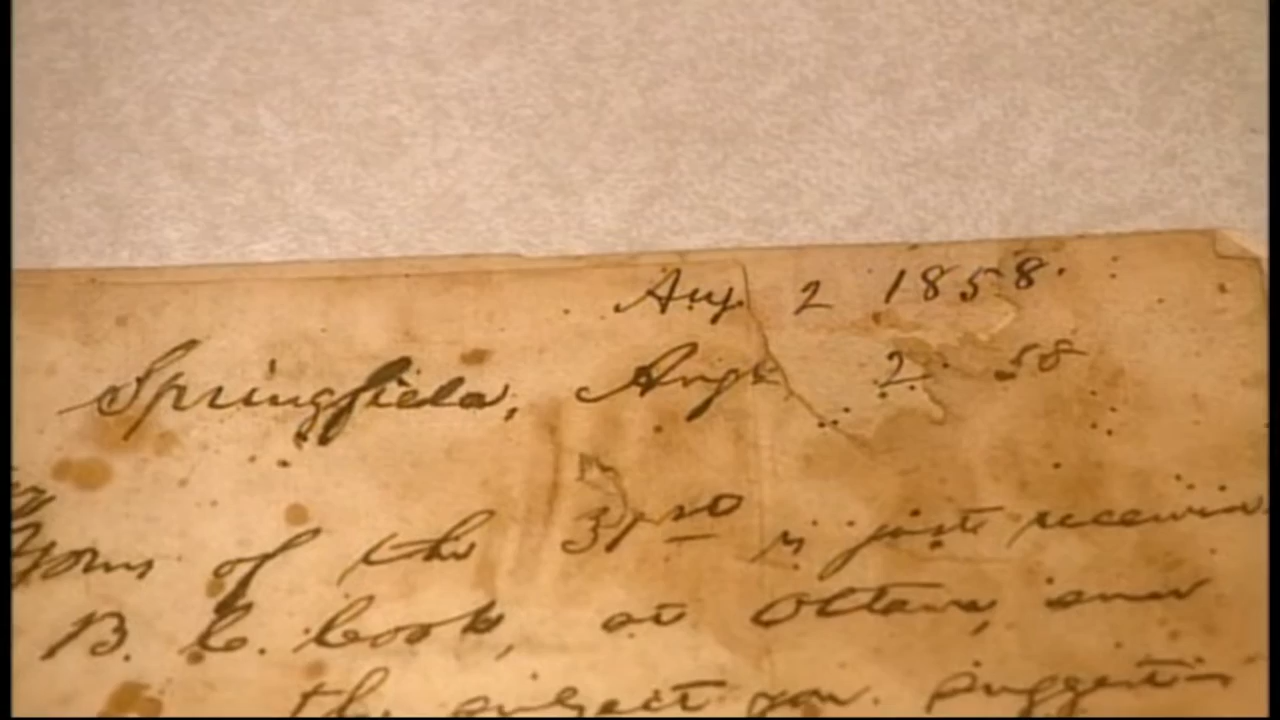 Aug. 2 1858.
Springfield, Aug: 2. 58
Yours of the 31st is just received
B. C. Cook, at Ottawa, and
the subject you suggest